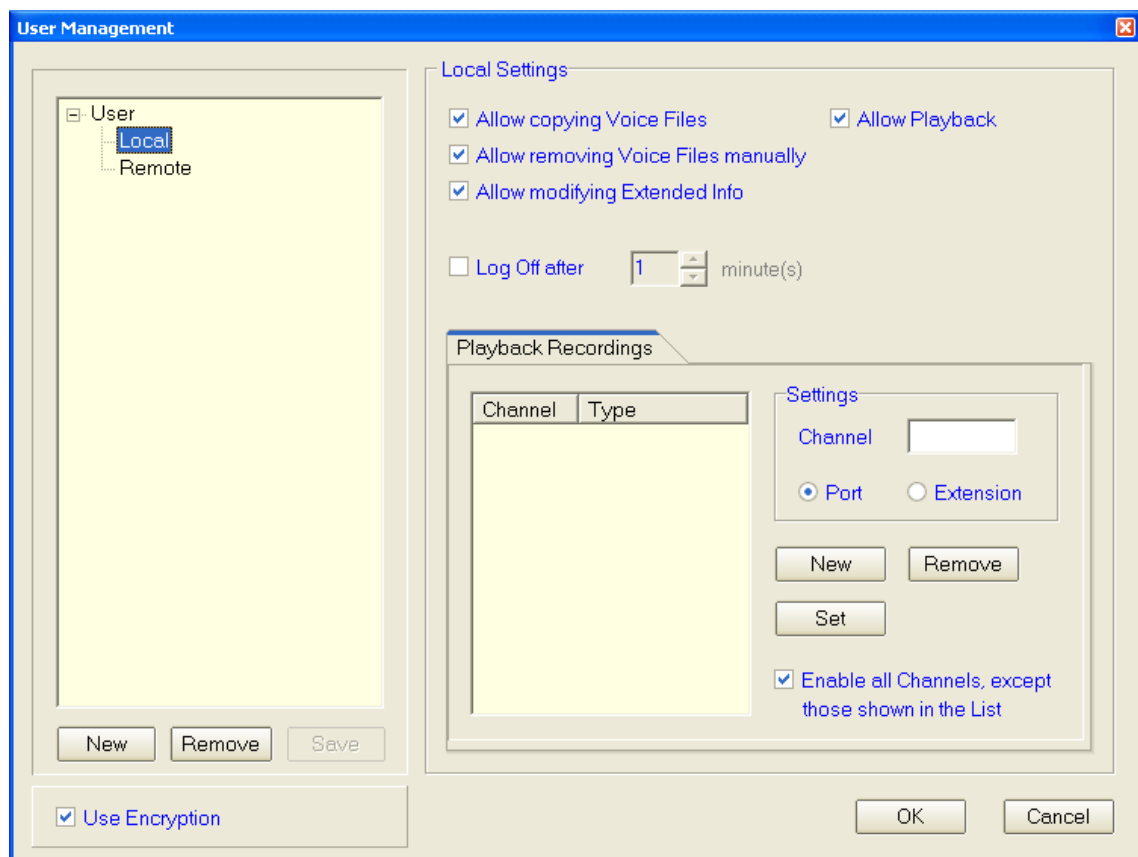 User Management
User
Local
Remote
New
Remove
Save
Use Encryption
Local Settings
Allow copying Voice Files
Allow Playback
Allow removing Voice Files manually
Allow modifying Extended Info
Log Off after 1 minute(s)
Playback Recordings
Channel Type
Settings
Channel
Port Extension
New Remove
Set
Enable all Channels, except
those shown in the List
OK Cancel